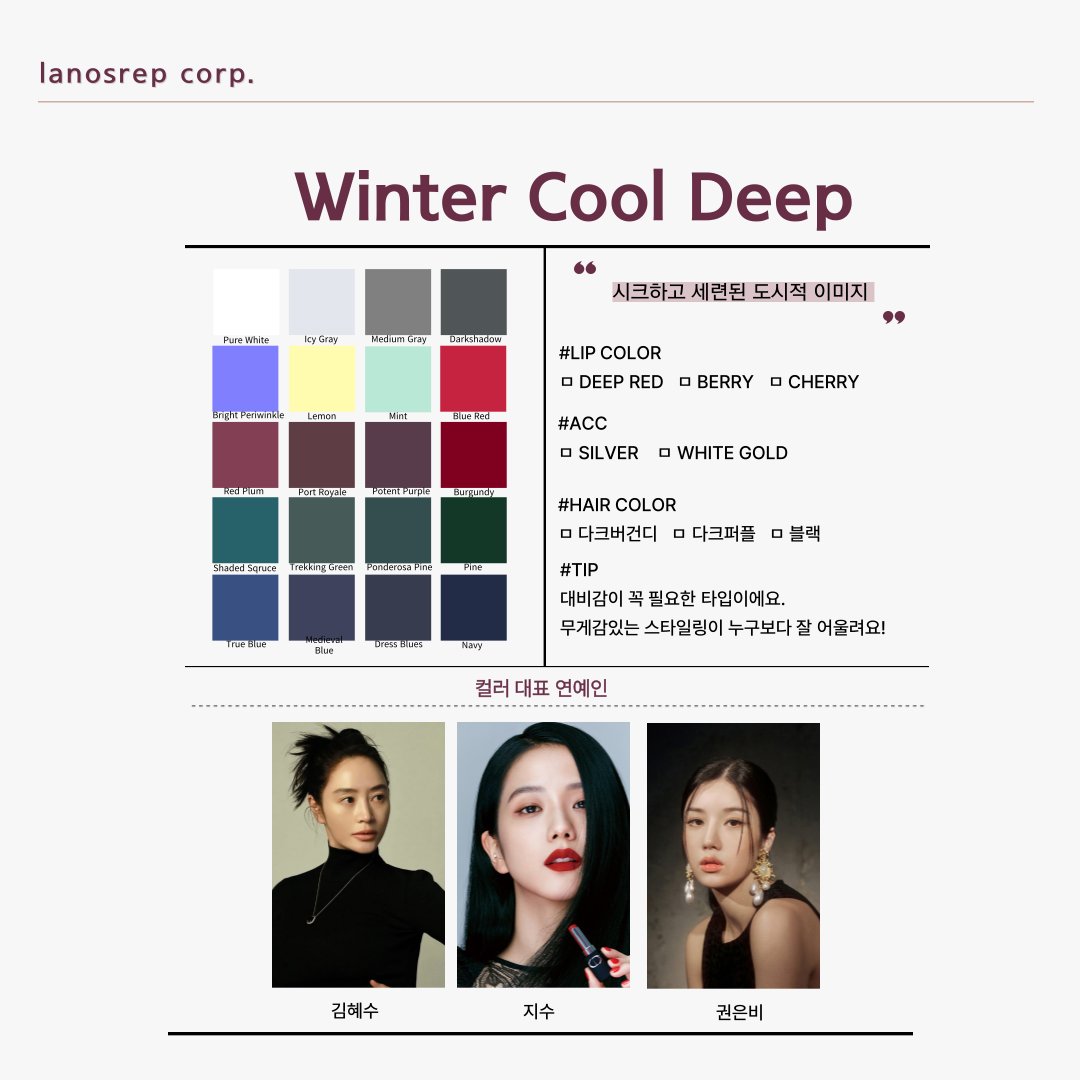 lanosrep corp.
Winter Cool Deep
Pure White Icy Gray Medium Gray Darkshadow
Bright Periwinkle Lemon Mint Blue Red
Red Plum Port Royale Potent Purple Burgundy
Shaded Sqruce Trekking Green Ponderosa Pine Pine
True Blue Medieval Blue Dress Blues Navy
❝ 시크하고 세련된 도시적 이미지 ❞
#LIP COLOR
ㅁ DEEP RED ㅁ BERRY ㅁ CHERRY
#ACC
ㅁ SILVER ㅁ WHITE GOLD
#HAIR COLOR
ㅁ 다크버건디 ㅁ 다크퍼플 ㅁ 블랙
#TIP
대비감이 꼭 필요한 타입이에요.
무게감있는 스타일링이 누구보다 잘 어울려요!
컬러 대표 연예인
김혜수 지수 권은비